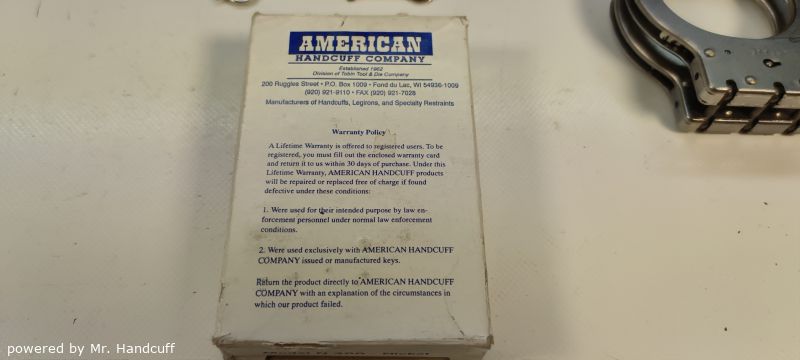 AMERICAN
HANDCUFF COMPANY
Established 1962
Division of Tobin Tool & Die Company
200 Ruggles Street • P.O. Box 1009 • Fond du Lac, WI 54936-1009
(920) 921-9110 • FAX (920) 921-7028
Manufacturers of Handcuffs, Legirons, and Specialty Restraints
Warranty Policy
A Lifetime Warranty is offered to registered users. To be
registered, you must fill out the enclosed warranty card
and return it to us within 30 days of purchase. Under this
Lifetime Warranty, AMERICAN HANDCUFF products
will be repaired or replaced free of charge if found
defective under these conditions:
1. Were used for their intended purpose by law en-
forcement personnel under normal law enforcement
conditions.
2. Were used exclusively with AMERICAN HANDCUFF
COMPANY issued or manufactured keys.
Return the product directly to AMERICAN HANDCUFF
COMPANY with an explanation of the circumstances in
which our product failed.
powered by Mr. Handcuff